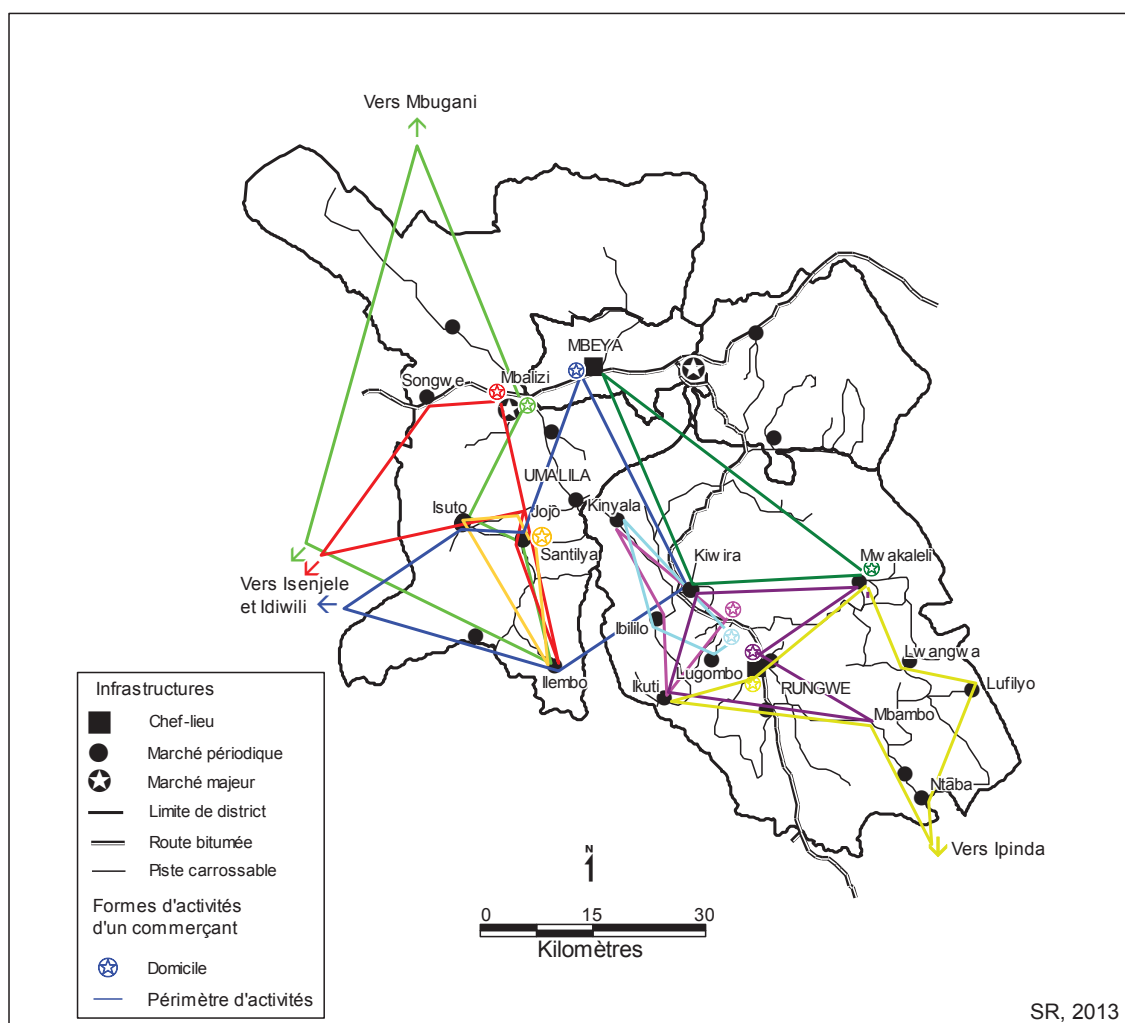 Vers Mbugani
MBEYA
Songwe
Mbalizi
UMALILA
Isuto
Jojo
Kinyala
Santilya
Kiwira
Mwakaleli
Vers Isenjele
et Idiwili
Ibililo
Lwangwa
Ilembo
Ikuti
Lugombo
RUNGWE
Lufilyo
Mbambo
Ntaba
Vers Ipinda
Infrastructures
Chef-lieu
Marché périodique
Marché majeur
Limite de district
Route bitumée
Piste carrossable
Formes d'activités
d'un commerçant
Domicile
Périmètre d'activités
N
0 15 30
Kilomètres
SR, 2013